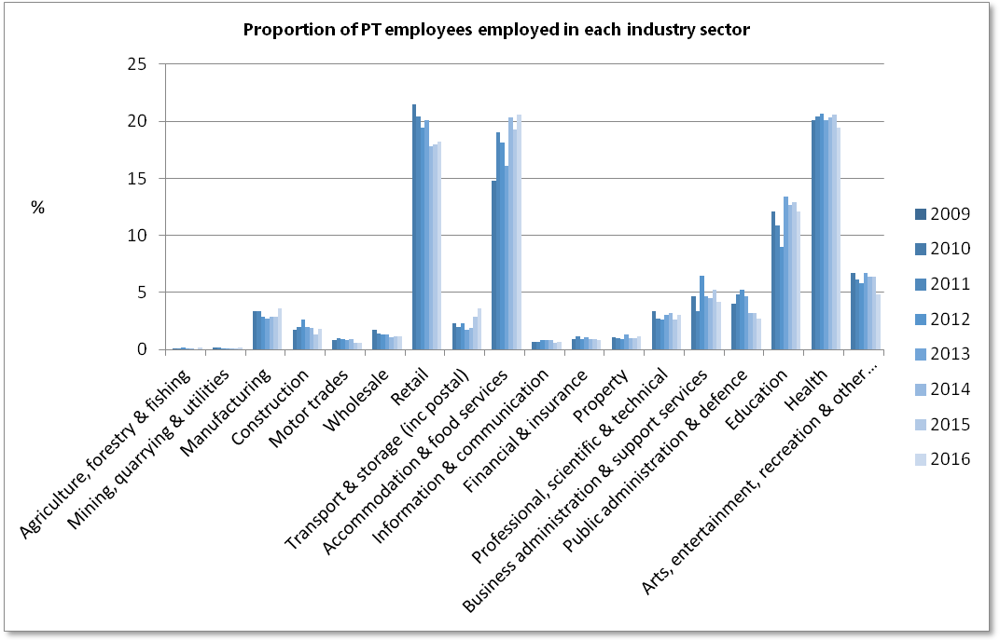 Proportion of PT employees employed in each industry sector
25
20
15
10
5
0
%
Agriculture, forestry & fishing
Mining, quarrying & utilities
Manufacturing
Construction
Motor trades
Wholesale
Retail
Transport & storage (inc postal)
Accommodation & food services
Information & communication
Financial & insurance
Property
Professional, scientific & technical
Business administration & support services
Public administration & defence
Education
Health
Arts, entertainment, recreation & other...
2009
2010
2011
2012
2013
2014
2015
2016